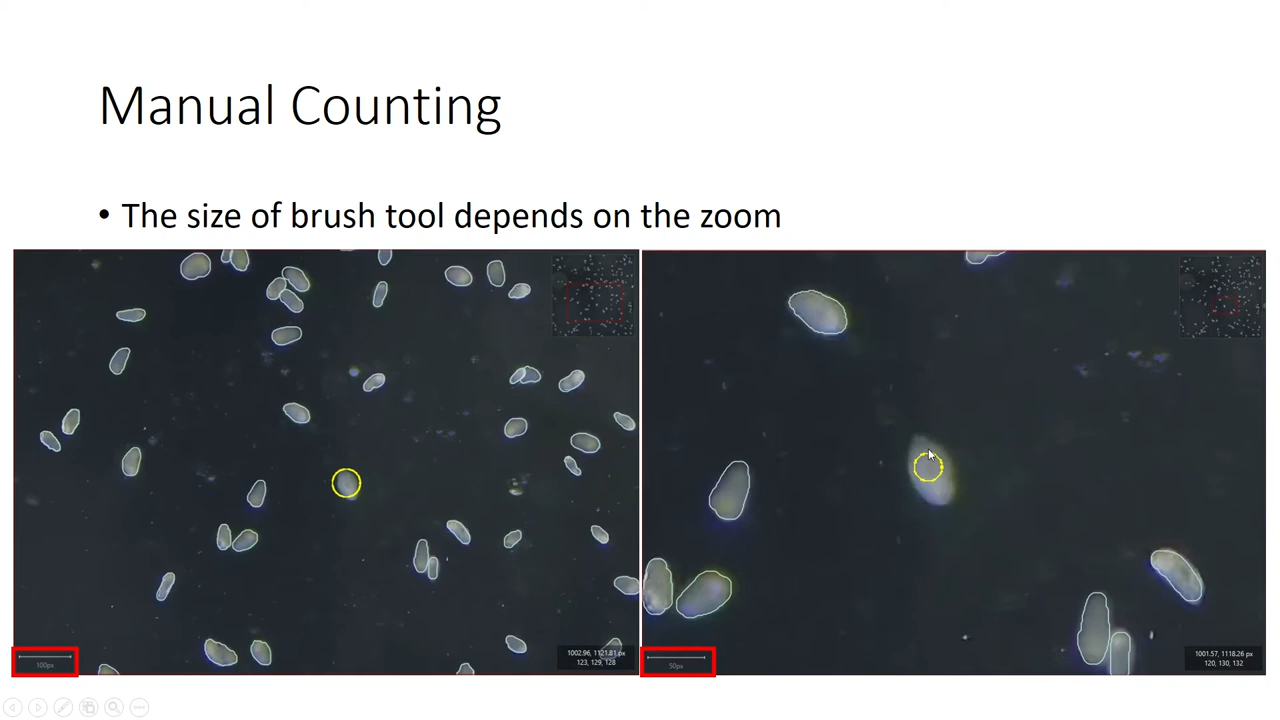 Manual Counting
• The size of brush tool depends on the zoom
100px
1002.96, 1121.81 px
123, 129, 128
50px
1001.57, 1118.26 px
120, 130, 132